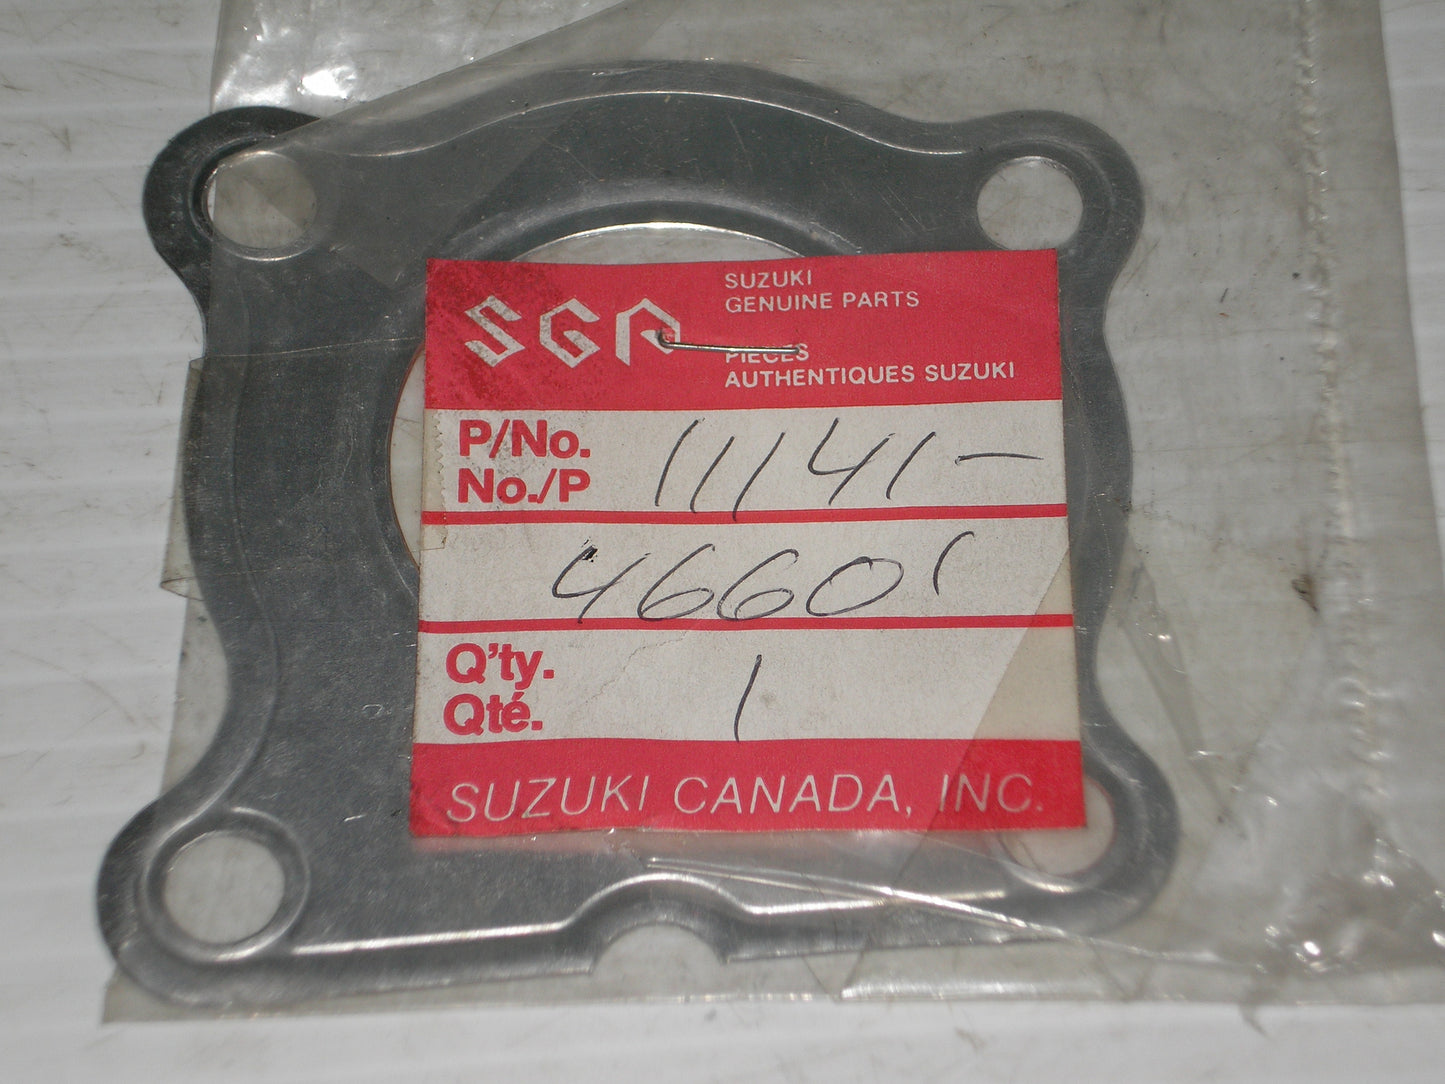 SGP
SUZUKI
GENUINE PARTS
PIECES
AUTHENTIQUES SUZUKI
P/No.
No./P
11141-
46601
Q'ty.
Qté.
1
SUZUKI CANADA, INC.